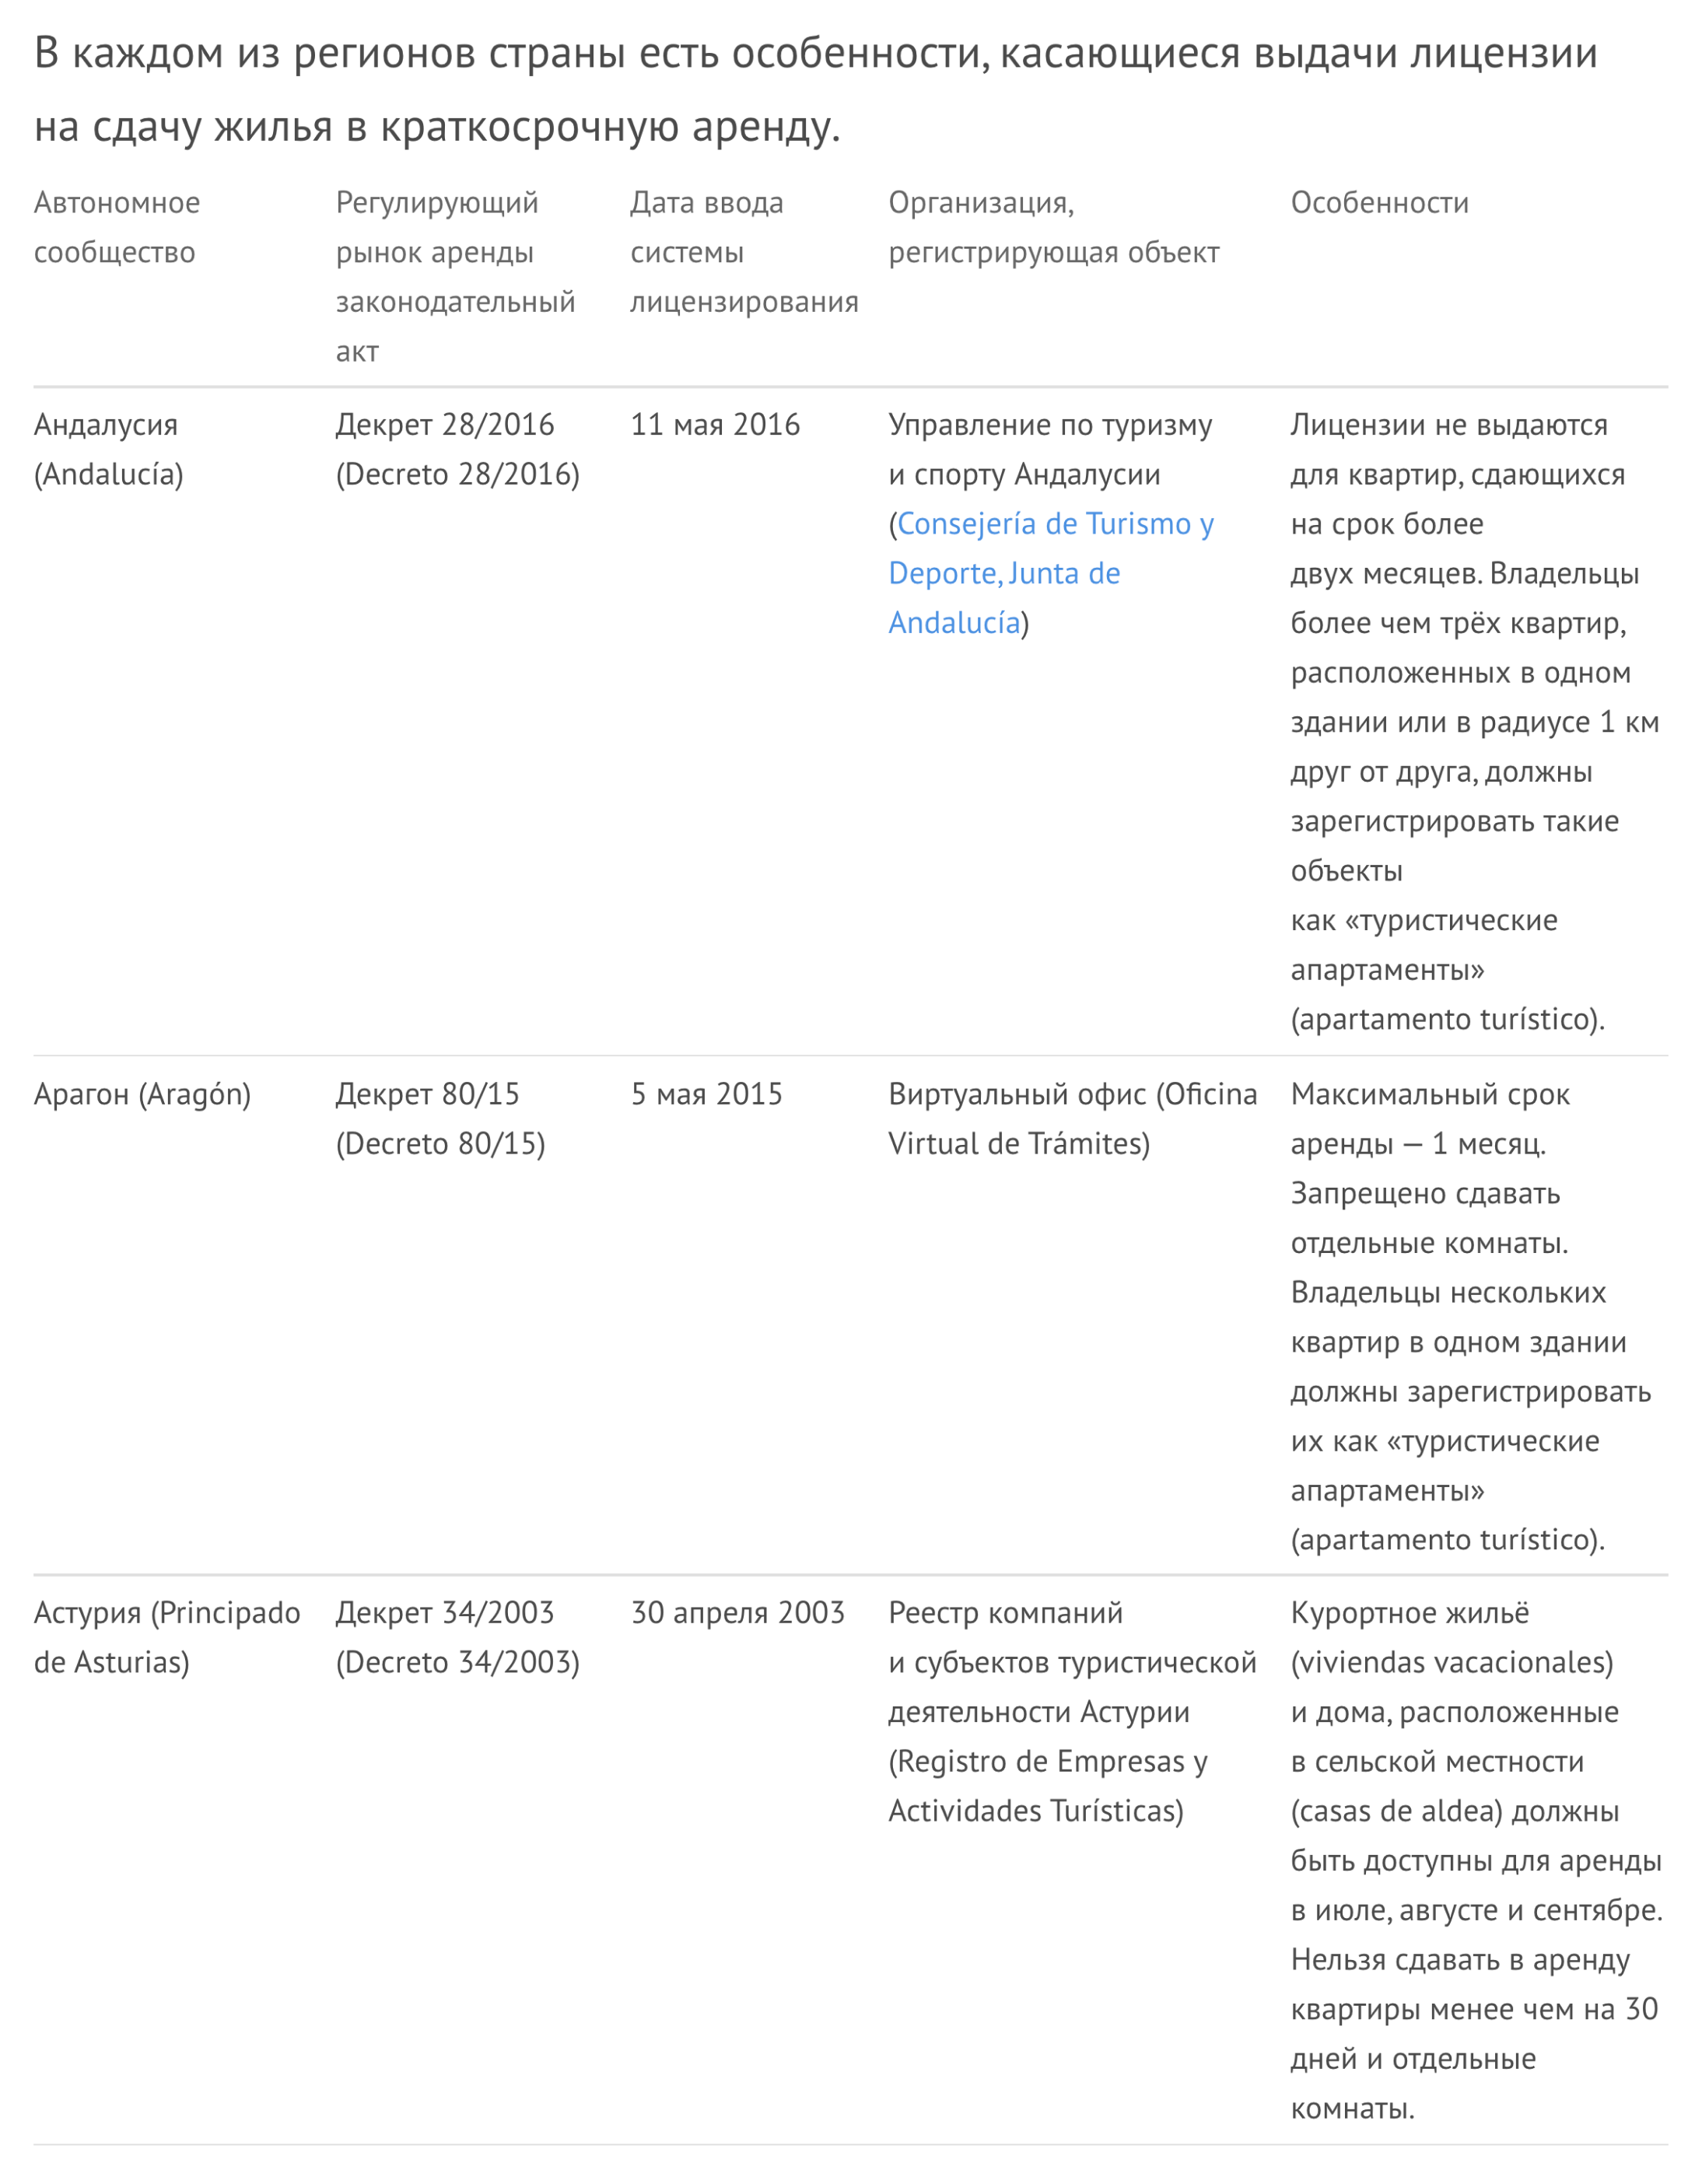 В каждом из регионов страны есть особенности, касающиеся выдачи лицензии
на сдачу жилья в краткосрочную аренду.
Автономное
сообщество
Регулирующий
рынок аренды
законодательный
акт
Дата ввода
системы
лицензирования
Организация,
регистрирующая объект
Особенности
Андалусия
(Andalucía)
Декрет 28/2016
(Decreto 28/2016)
11 мая 2016
Управление по туризму
и спорту Андалусии
(Consejería de Turismo y
Deporte, Junta de
Andalucía)
Лицензии не выдаются
для квартир, сдающихся
на срок более
двух месяцев. Владельцы
более чем трёх квартир,
расположенных в одном
здании или в радиусе 1 км
друг от друга, должны
зарегистрировать такие
объекты
как «туристические
апартаменты»
(apartamento turístico).
Арагон (Aragón)
Декрет 80/15
(Decreto 80/15)
5 мая 2015
Виртуальный офис (Oficina
Virtual de Trámites)
Максимальный срок
аренды — 1 месяц.
Запрещено сдавать
отдельные комнаты.
Владельцы нескольких
квартир в одном здании
должны зарегистрировать
их как «туристические
апартаменты»
(apartamento turístico).
Астурия (Principado
de Asturias)
Декрет 34/2003
(Decreto 34/2003)
30 апреля 2003
Реестр компаний
и субъектов туристической
деятельности Астурии
(Registro de Empresas y
Actividades Turísticas)
Курортное жильё
(viviendas vacacionales)
и дома, расположенные
в сельской местности
(casas de aldea) должны
быть доступны для аренды
в июле, августе и сентябре.
Нельзя сдавать в аренду
квартиры менее чем на 30
дней и отдельные
комнаты.